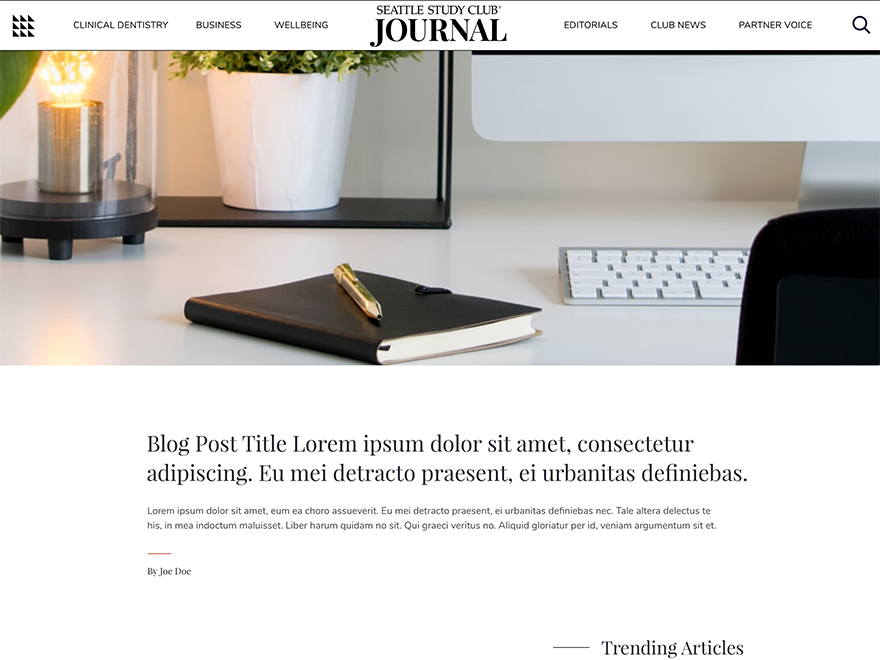 CLINICAL DENTISTRY
BUSINESS
WELLBEING
SEATTLE STUDY CLUB®
JOURNAL
EDITORIALS
CLUB NEWS
PARTNER VOICE
Blog Post Title Lorem ipsum dolor sit amet, consectetur
adipiscing. Eu mei detracto praesent, ei urbanitas definiebas.
Lorem ipsum dolor sit amet, eum ea choro assueverit. Eu mei detracto praesent, ei urbanitas definiebas nec. Tale altera delectus te
his, in mea indoctum maluisset. Liber harum quidam no sit. Qui graeci veritus no. Aliquid gloriatur per id, veniam argumentum sit et.
By Joe Doe
Trending Articles